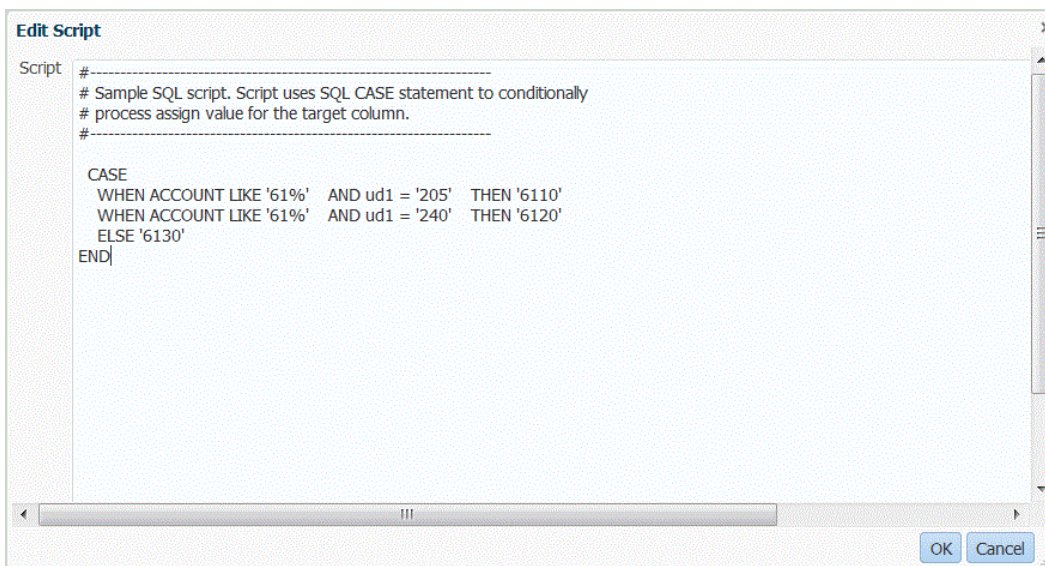 Edit Script
Script
#-------------------------------------------------------------------
# Sample SQL script. Script uses SQL CASE statement to conditionally
# process assign value for the target column.
#-------------------------------------------------------------------
CASE
WHEN ACCOUNT LIKE '61%' AND ud1 = '205' THEN '6110'
WHEN ACCOUNT LIKE '61%' AND ud1 = '240' THEN '6120'
ELSE '6130'
END
OK Cancel